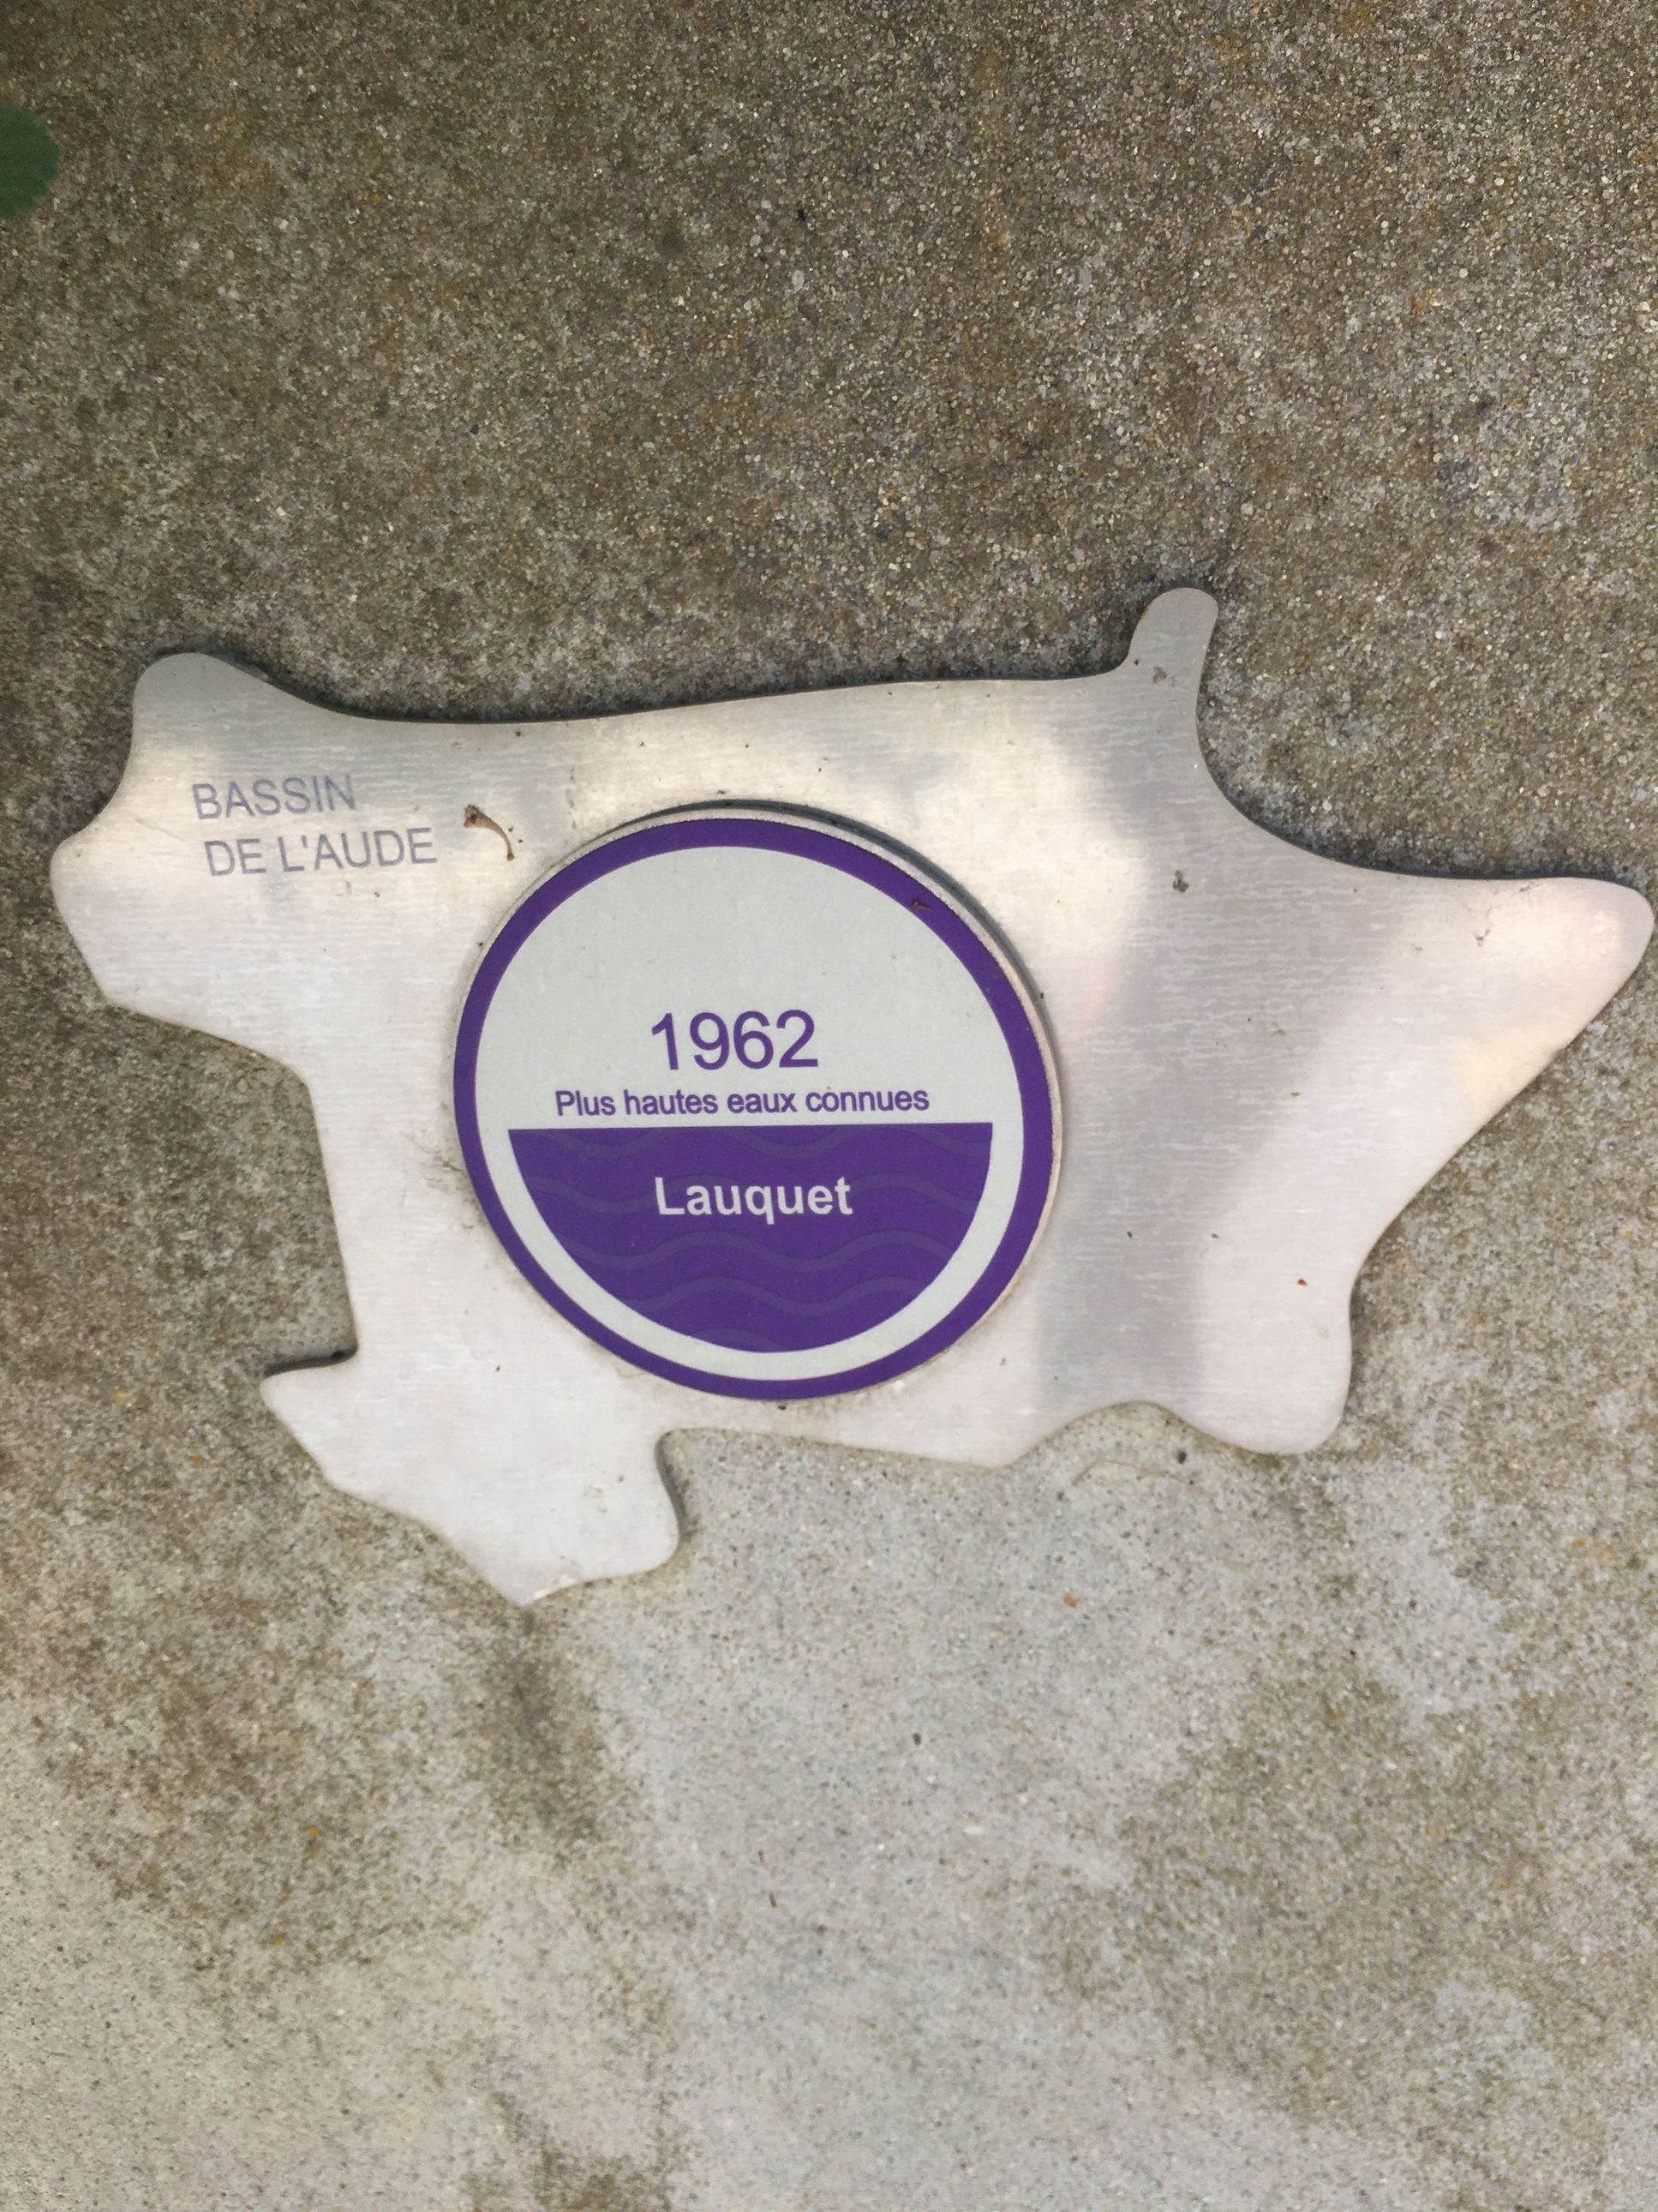 BASSIN
DE L'AUDE
1962
Plus hautes eaux connues
Lauquet